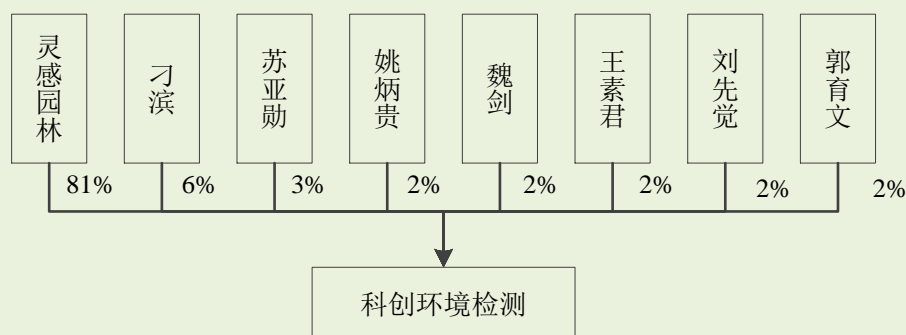 灵感园林
刁滨
苏亚勋
姚炳贵
魏剑
王素君
刘先觉
郭育文
81%
6%
3%
2%
2%
2%
2%
2%
科创环境检测